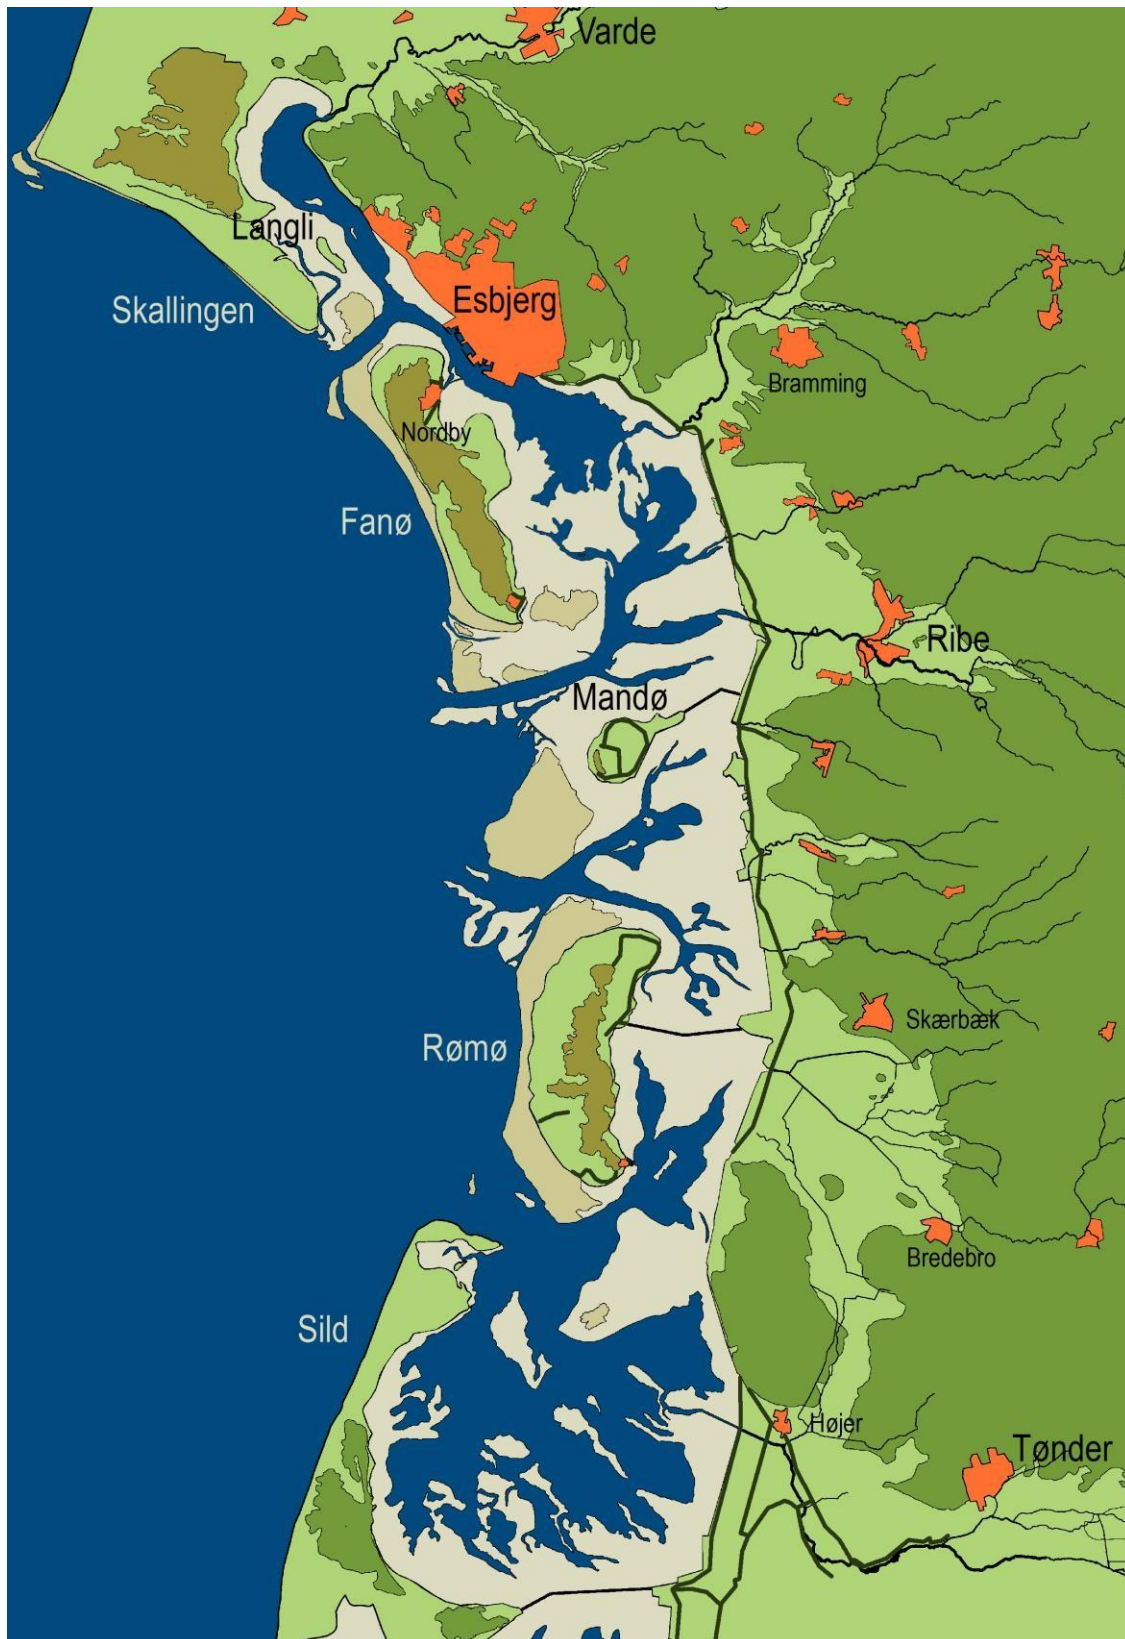 Varde
Langli
Skallingen
Esbjerg
Bramming
Nordby
Fanø
Ribe
Mandø
Skærbæk
Rømø
Bredebro
Sild
Højer
Tønder